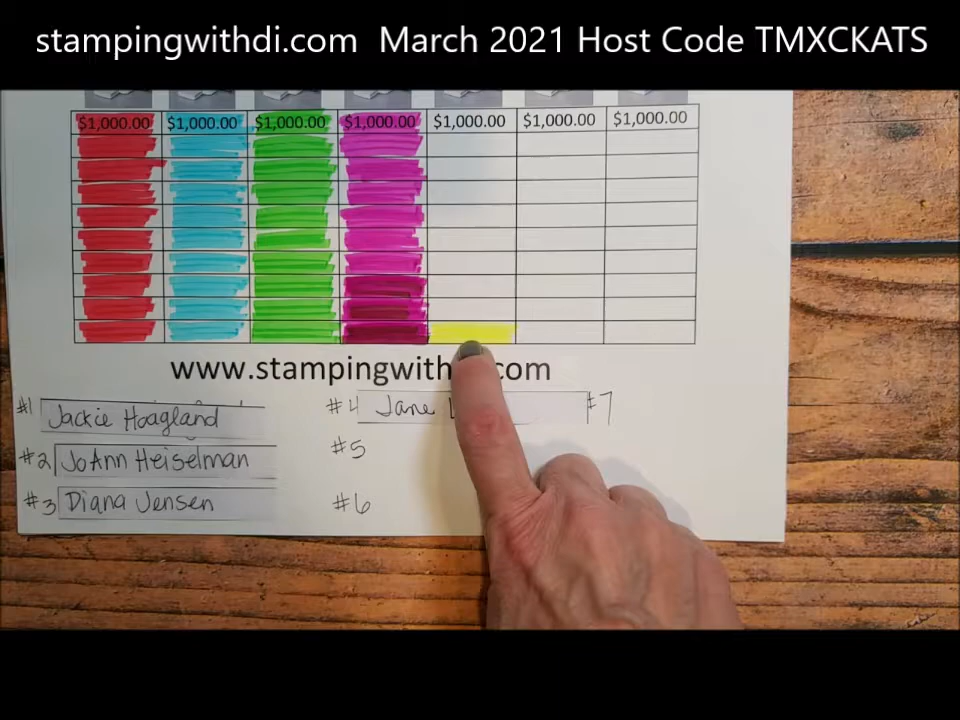 stampingwithdi.com March 2021 Host Code TMXCKATS
$1,000.00 $1,000.00 $1,000.00 $1,000.00 $1,000.00 $1,000.00 $1,000.00
www.stampingwith com
#1 Jackie Hoagland
#2 JoAnn Heiselman
#3 Diana Jensen
#4 Jane
#5
#6
#7